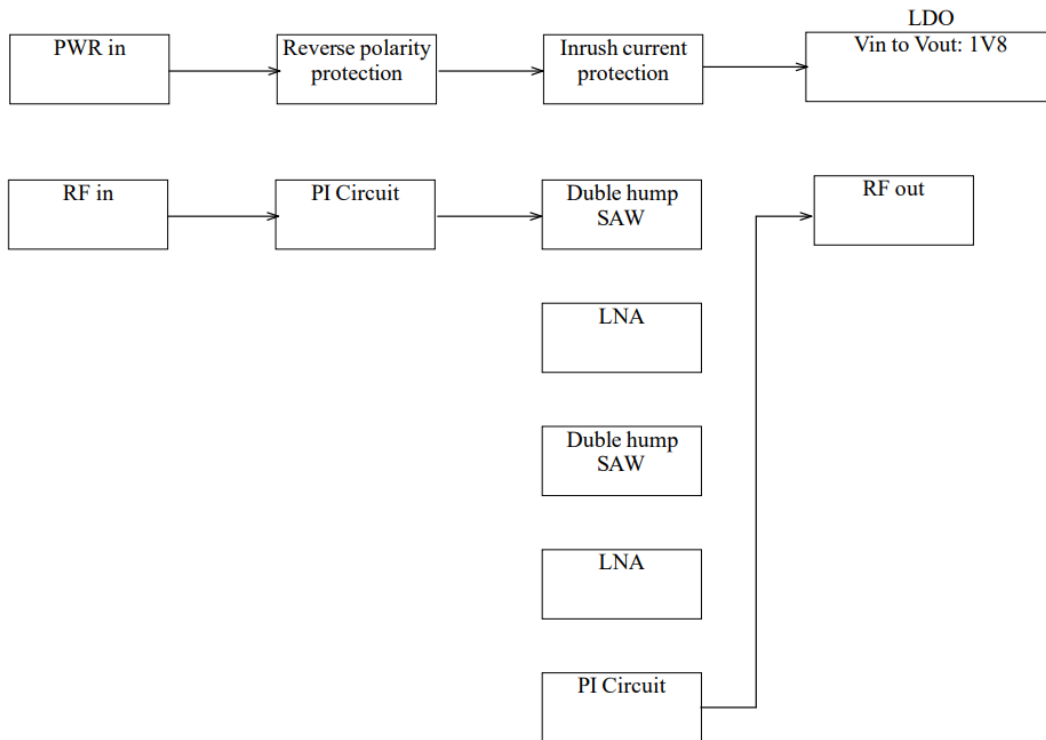 PWR in
Reverse polarity
protection
Inrush current
protection
LDO
Vin to Vout: 1V8
RF in
PI Circuit
Duble hump
SAW
RF out
LNA
Duble hump
SAW
LNA
PI Circuit